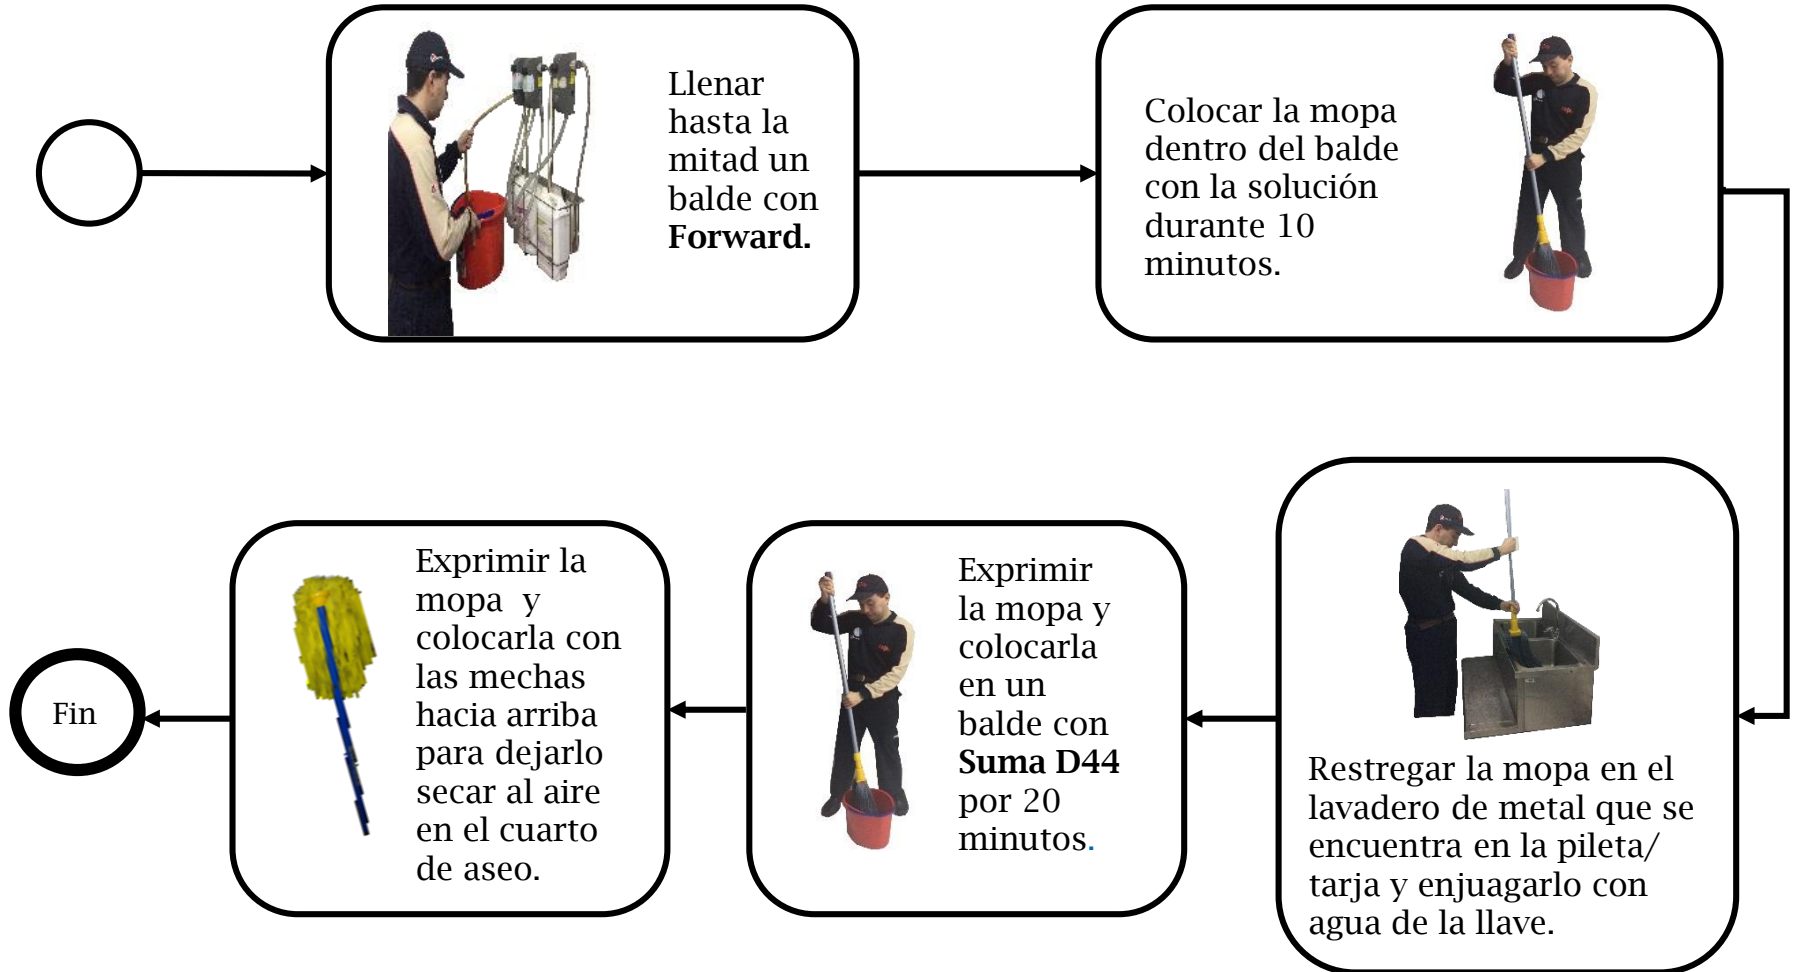 Llenar
hasta la
mitad un
balde con
Forward.
Colocar la mopa
dentro del balde
con la solución
durante 10
minutos.
Restregar la mopa en el
lavadero de metal que se
encuentra en la pileta/
tarja y enjuagarlo con
agua de la llave.
Exprimir
la mopa y
colocarla
en un
balde con
Suma D44
por 20
minutos.
Exprimir la
mopa y
colocarla con
las mechas
hacia arriba
para dejarlo
secar al aire
en el cuarto
de aseo.
Fin